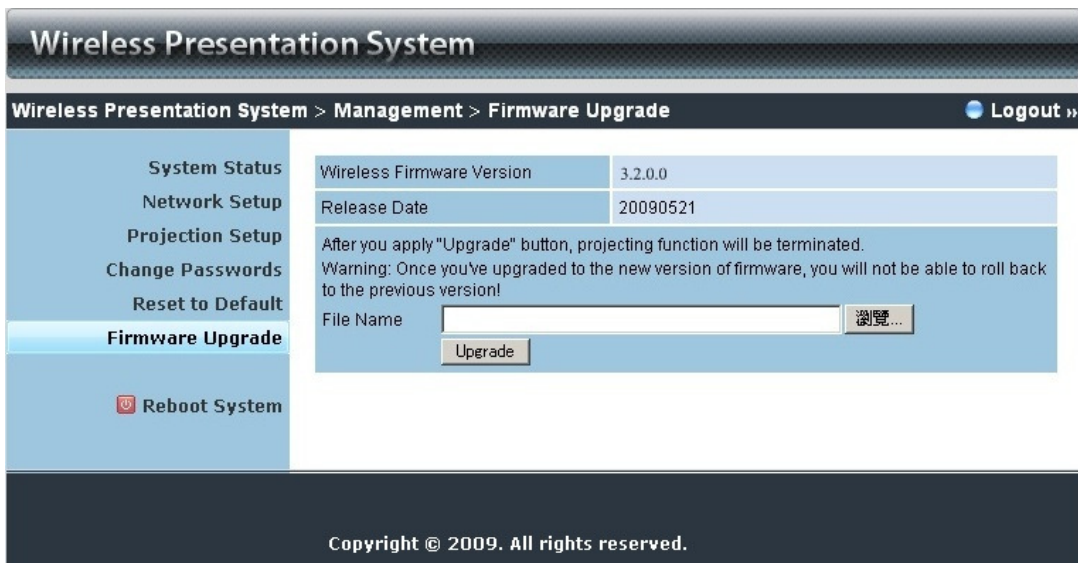 Wireless Presentation System
Wireless Presentation System > Management > Firmware Upgrade
Logout »
System Status
Network Setup
Projection Setup
Change Passwords
Reset to Default
Firmware Upgrade
Reboot System
Wireless Firmware Version 3.2.0.0
Release Date 20090521
After you apply "Upgrade" button, projecting function will be terminated.
Warning: Once you've upgraded to the new version of firmware, you will not be able to roll back
to the previous version!
File Name 瀏覽...
Upgrade
Copyright © 2009. All rights reserved.